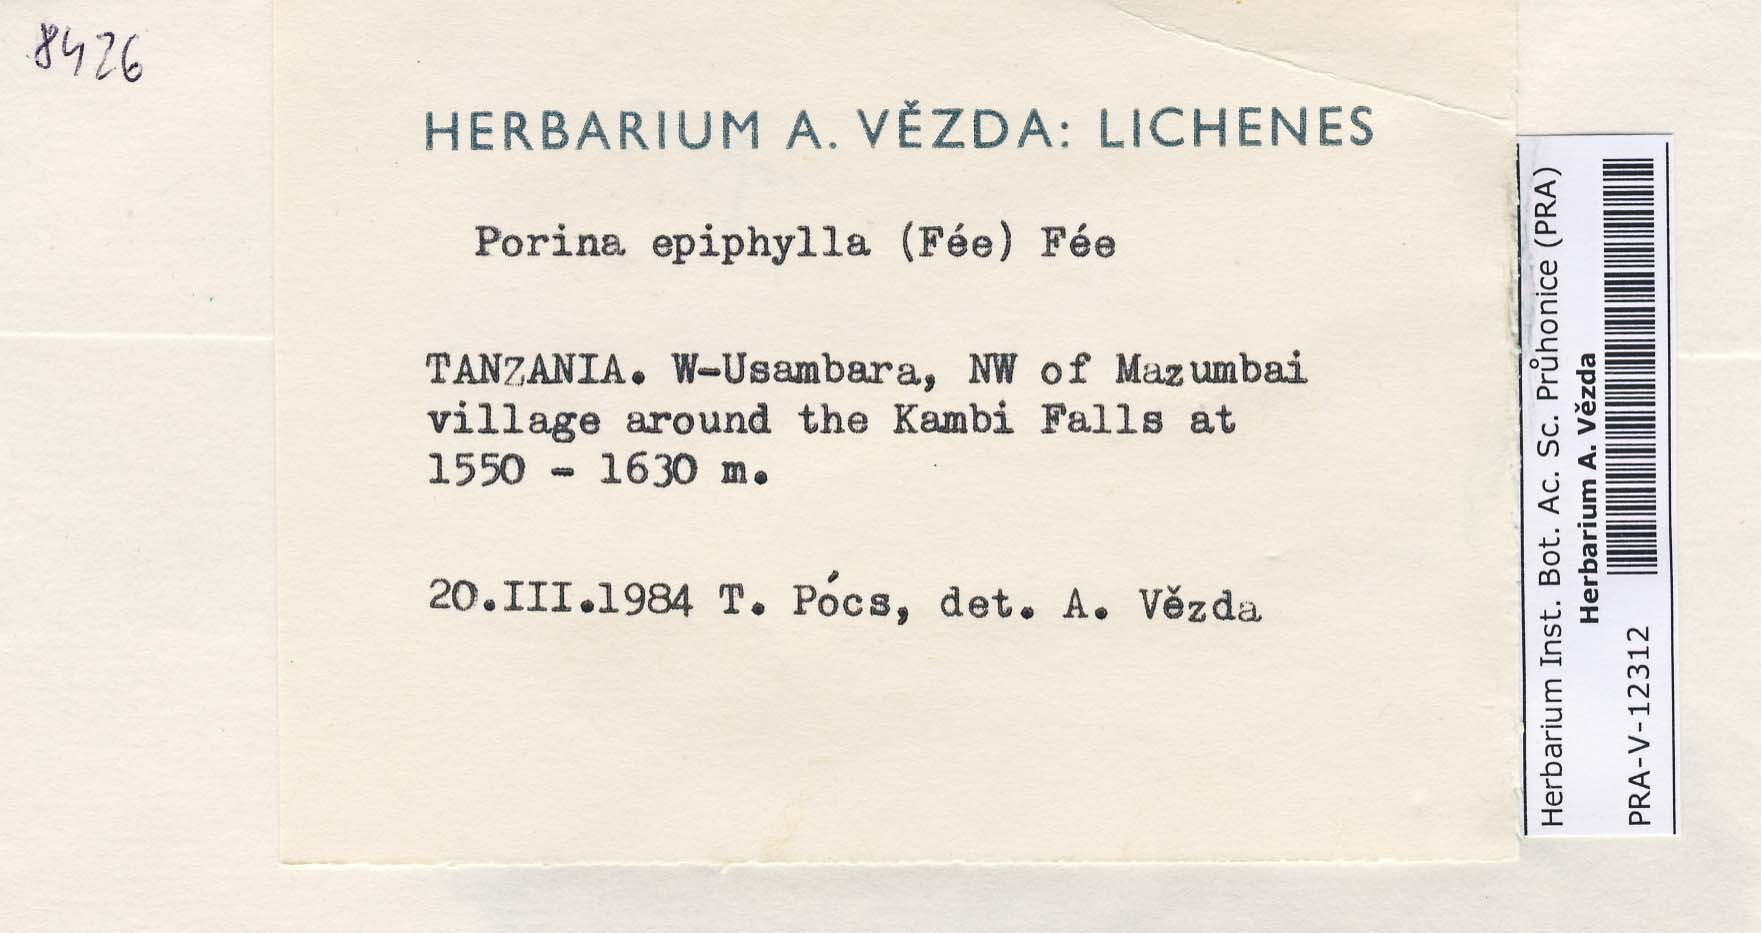 8426
HERBARIUM A. VĚZDA: LICHENES
Porina epiphylla (Fée) Fée
TANZANIA. W-Usambara, NW of Mazumbai
village around the Kambi Falls at
1550 - 1630 m.
20.III.1984 T. Pócs, det. A. Vězda
Herbarium Inst. Bot. Ac. Sc. Průhonice (PRA)
Herbarium A. Vězda
PRA-V-12312